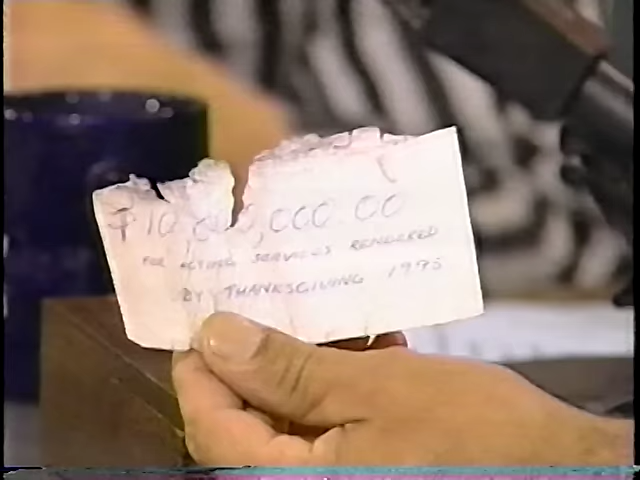 $10,000,000.00
FOR ACTING SERVICES RENDERED
BY THANKSGIVING 1995